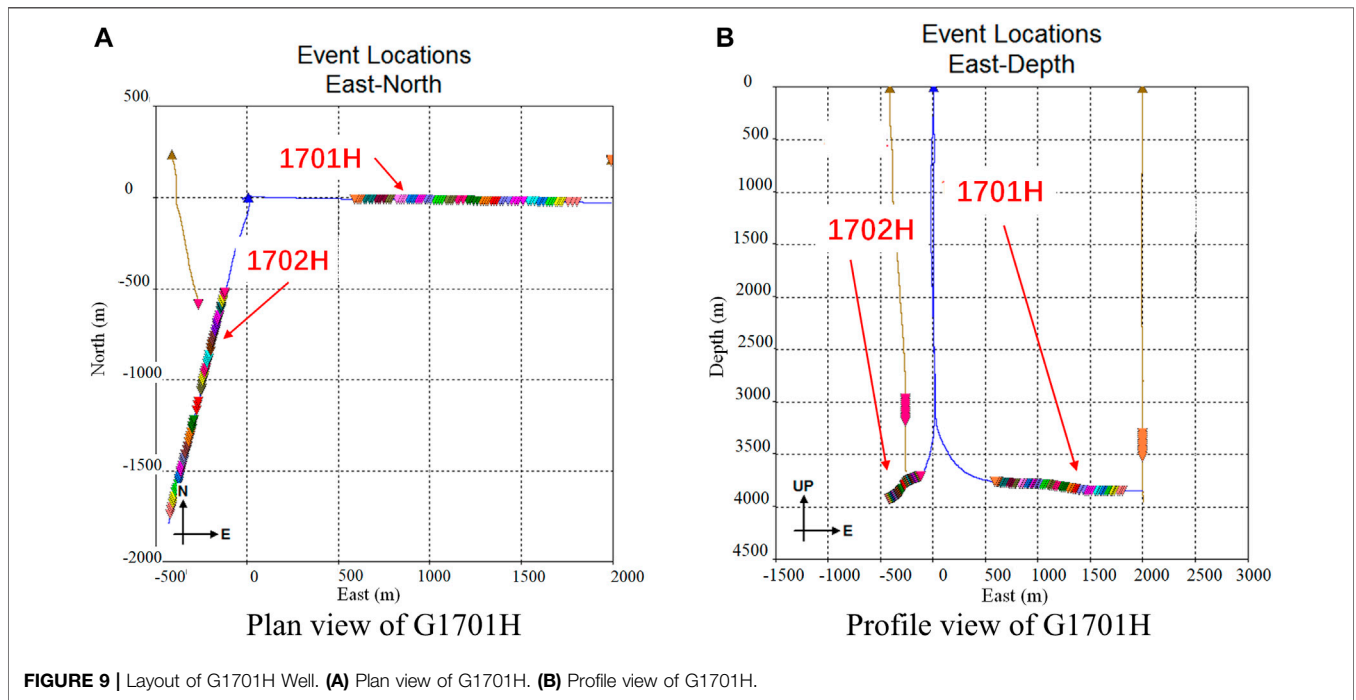 A
Event Locations
East-North
500
0
-500
-1000
-1500
-2000
North (m)
1701H
1702H
N
E
-500
0
500
1000
1500
2000
East (m)
Plan view of G1701H
B
Event Locations
East-Depth
0
500
1000
1500
2000
2500
3000
3500
4000
4500
Depth (m)
1701H
1702H
UP
E
-1500
-1000
-500
0
500
1000
1500
2000
2500
3000
East (m)
Profile view of G1701H
FIGURE 9 | Layout of G1701H Well. (A) Plan view of G1701H. (B) Profile view of G1701H.